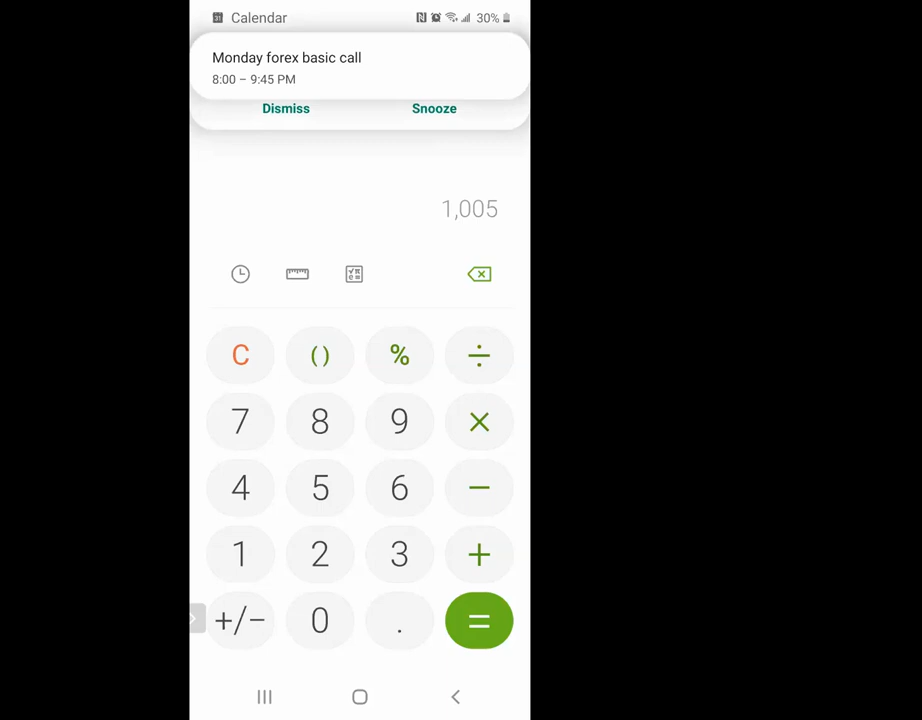 Calendar 30%
Monday forex basic call
8:00 – 9:45 PM
Dismiss Snooze
1,005
C ( ) % ÷
7 8 9 ×
4 5 6 −
1 2 3 +
+/− 0 . =